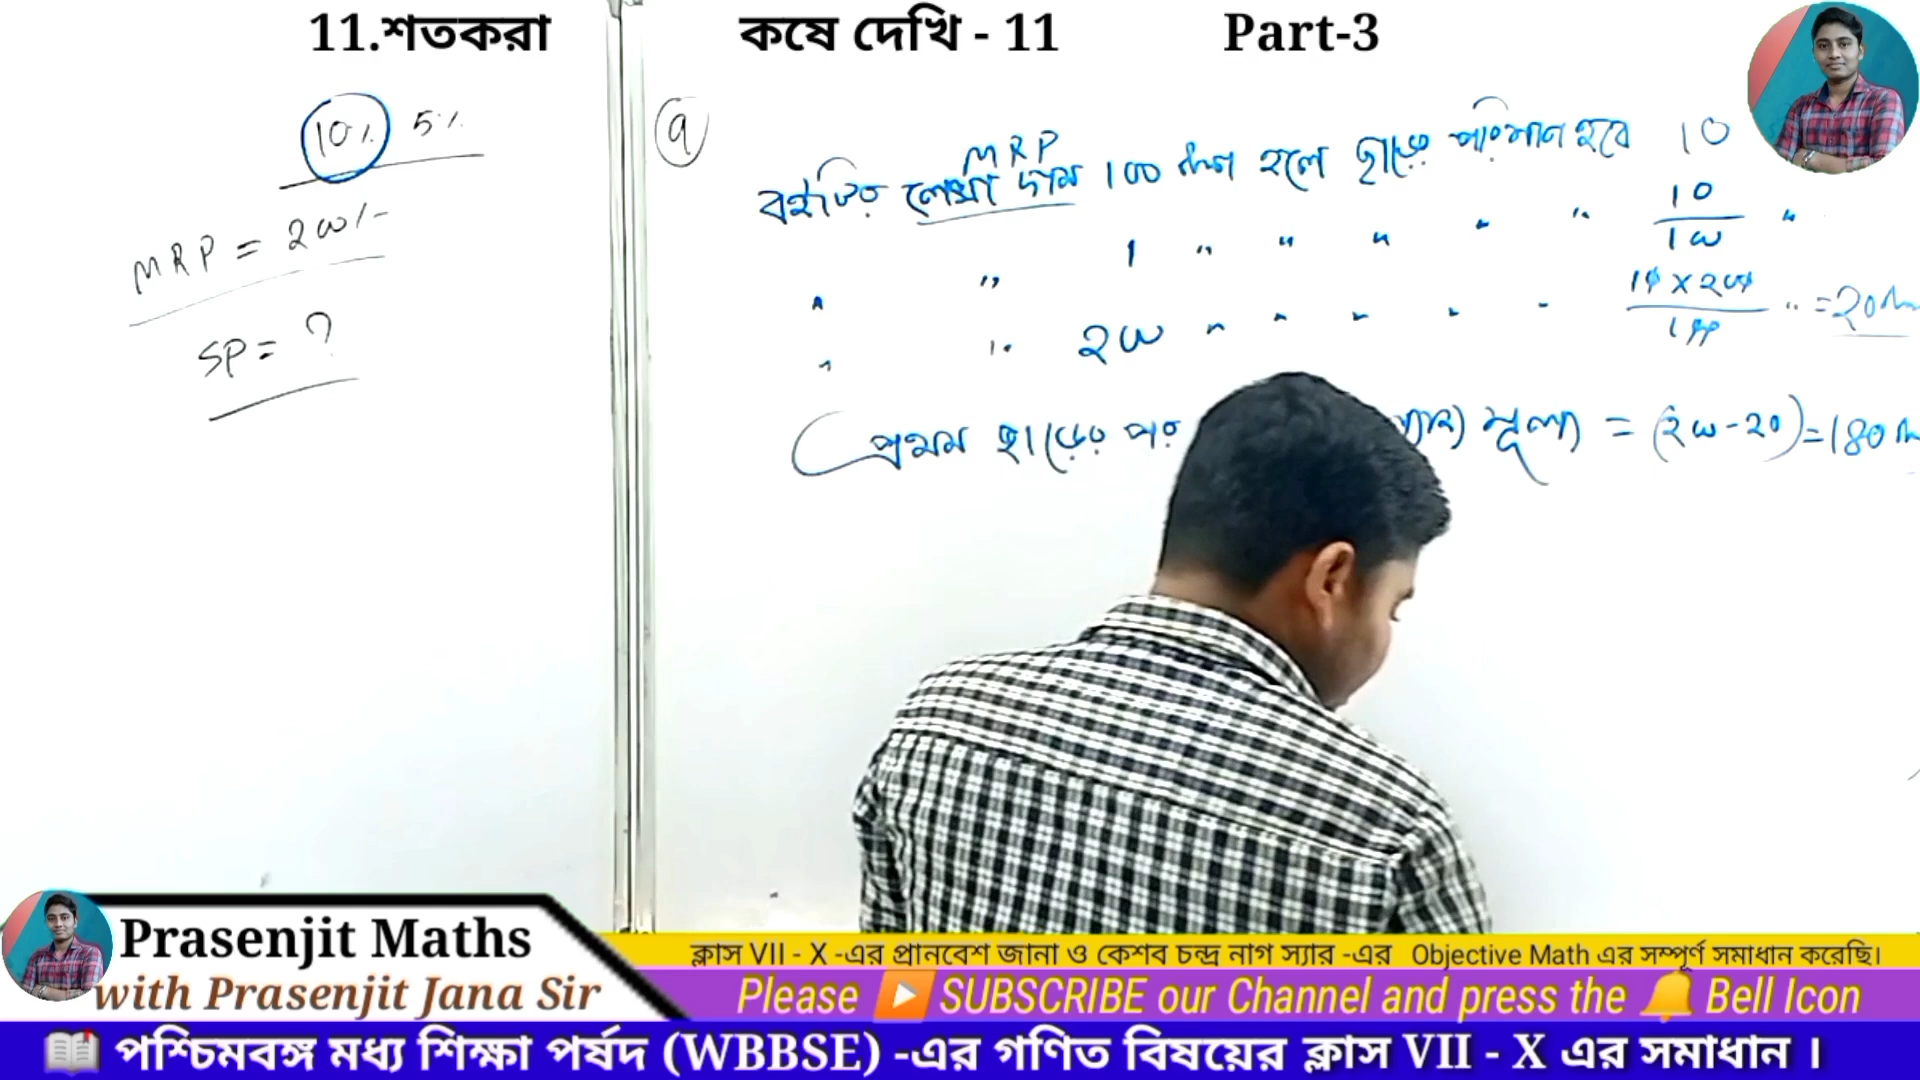 11.শতকরা কষে দেখি - 11 Part-3
10% 5%
MRP = 200/-
SP = ?
9
MRP
বইটির লেখা দাম 100 টাকা হলে ছাড়ের পরিমান হবে 10
" " 1 " " " " " 10/100 "
" " 200 " " " " " 10 x 200/100 " = 20
প্রথম ছাড়ের পর মূল্য = (200 - 20) = 180
Prasenjit Maths
with Prasenjit Jana Sir
ক্লাস VII - X -এর প্রানবেশ জানা ও কেশব চন্দ্র নাগ স্যার -এর Objective Math এর সম্পূর্ণ সমাধান করেছি।
Please SUBSCRIBE our Channel and press the Bell Icon
পশ্চিমবঙ্গ মধ্য শিক্ষা পর্ষদ (WBBSE) -এর গণিত বিষয়ের ক্লাস VII - X এর সমাধান ।